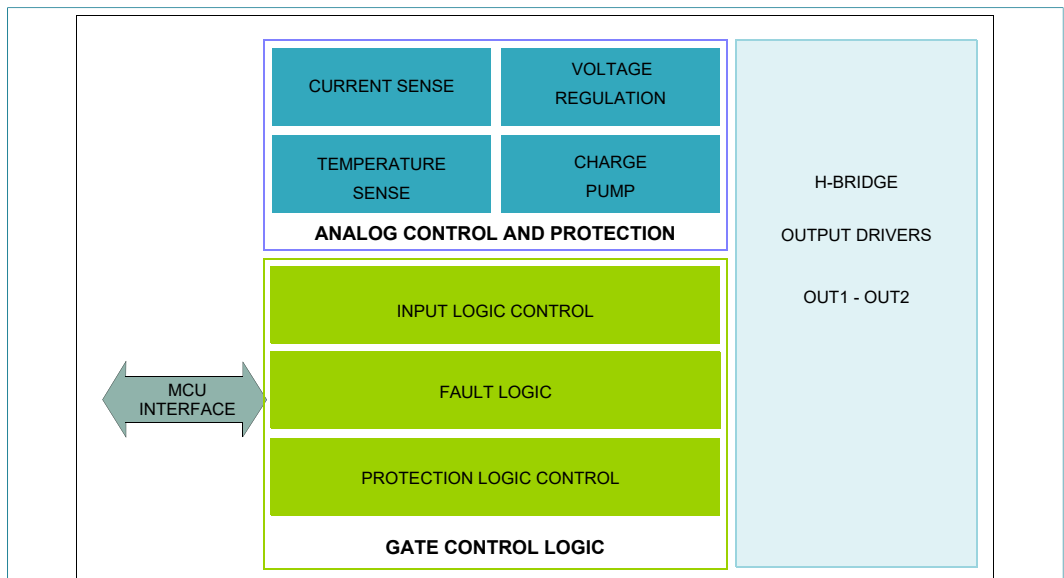 CURRENT SENSE
VOLTAGE
REGULATION
TEMPERATURE
SENSE
CHARGE
PUMP
ANALOG CONTROL AND PROTECTION
H-BRIDGE
OUTPUT DRIVERS
OUT1 - OUT2
INPUT LOGIC CONTROL
MCU
INTERFACE
FAULT LOGIC
PROTECTION LOGIC CONTROL
GATE CONTROL LOGIC